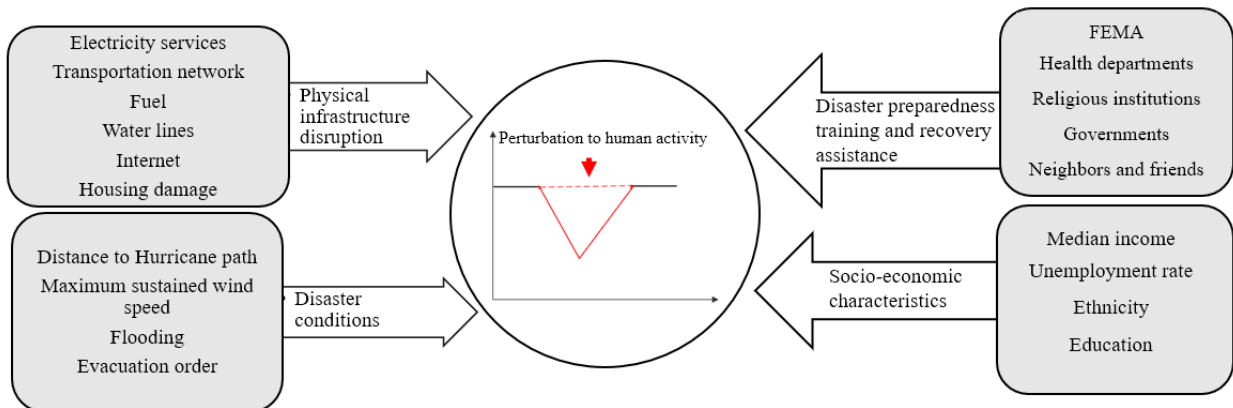 Electricity services
Transportation network
Fuel
Water lines
Internet
Housing damage
Physical
infrastructure
disruption
Distance to Hurricane path
Maximum sustained wind
speed
Flooding
Evacuation order
Disaster
conditions
Perturbation to human activity
Disaster preparedness
training and recovery
assistance
FEMA
Health departments
Religious institutions
Governments
Neighbors and friends
Socio-economic
characteristics
Median income
Unemployment rate
Ethnicity
Education